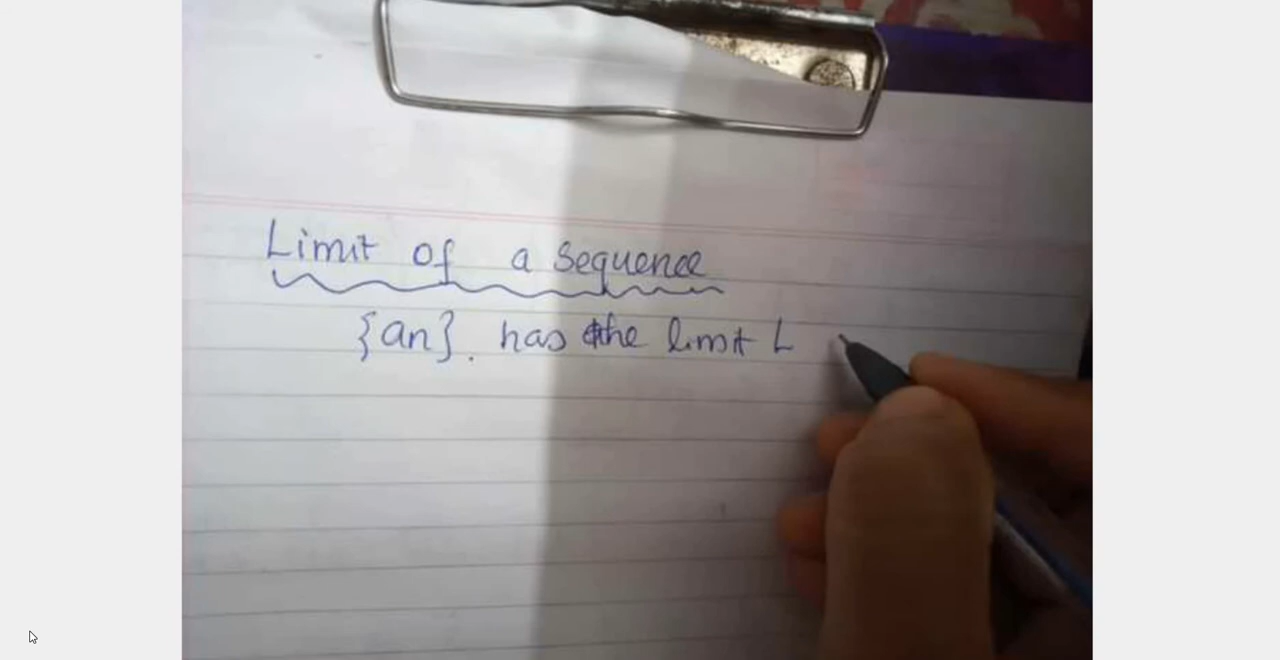 Limit of a Sequence
{an}. has the limit L